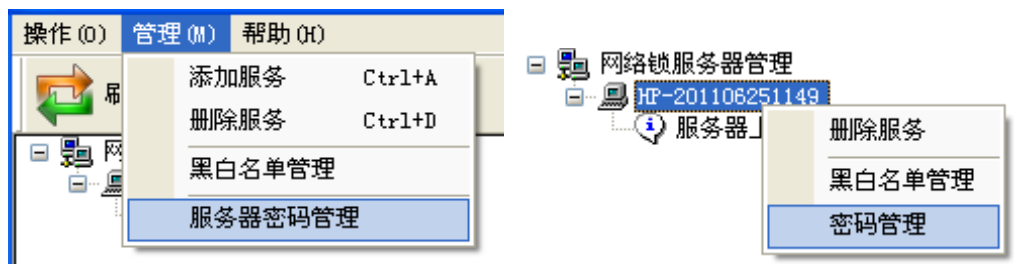 操作(O) 管理(M) 帮助(H)
刷
添加服务 Ctrl+A
删除服务 Ctrl+D
黑白名单管理
服务器密码管理
网络锁服务器管理
HP-201106251149
服务器
删除服务
黑白名单管理
密码管理